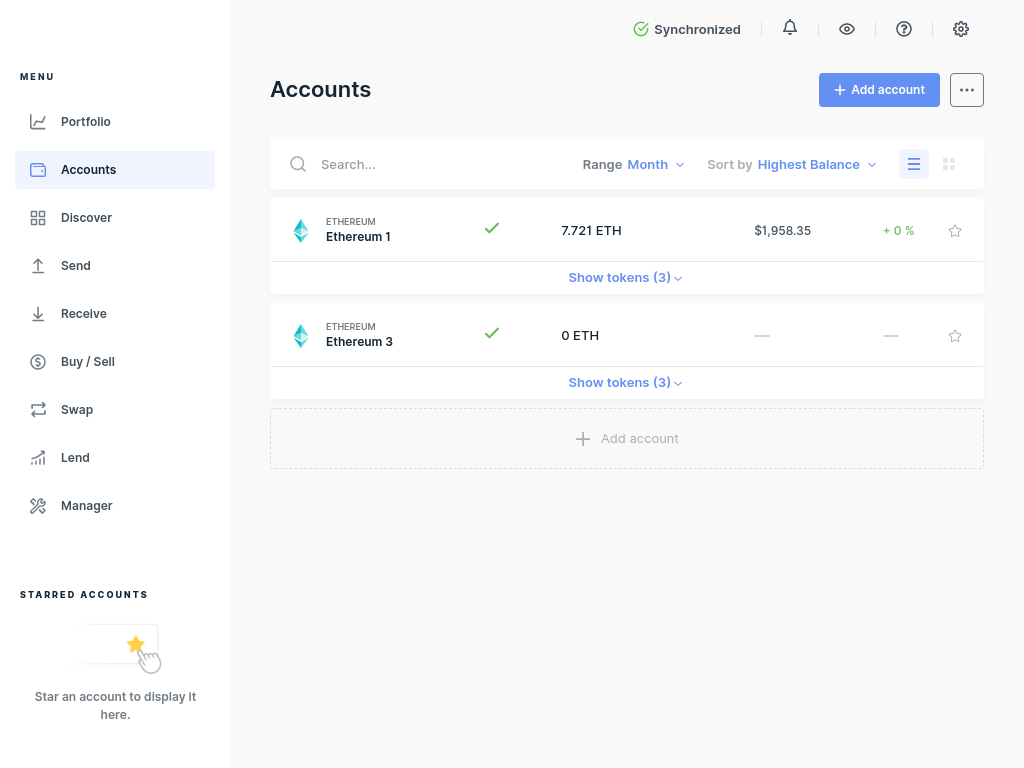 Synchronized
MENU
Portfolio
Accounts
Discover
Send
Receive
Buy / Sell
Swap
Lend
Manager
STARRED ACCOUNTS
Star an account to display it
here.
Accounts
Add account
Search...
Range Month
Sort by Highest Balance
ETHEREUM
Ethereum 1
7.721 ETH
$1,958.35
+ 0 %
Show tokens (3)
ETHEREUM
Ethereum 3
0 ETH
—
—
Show tokens (3)
Add account